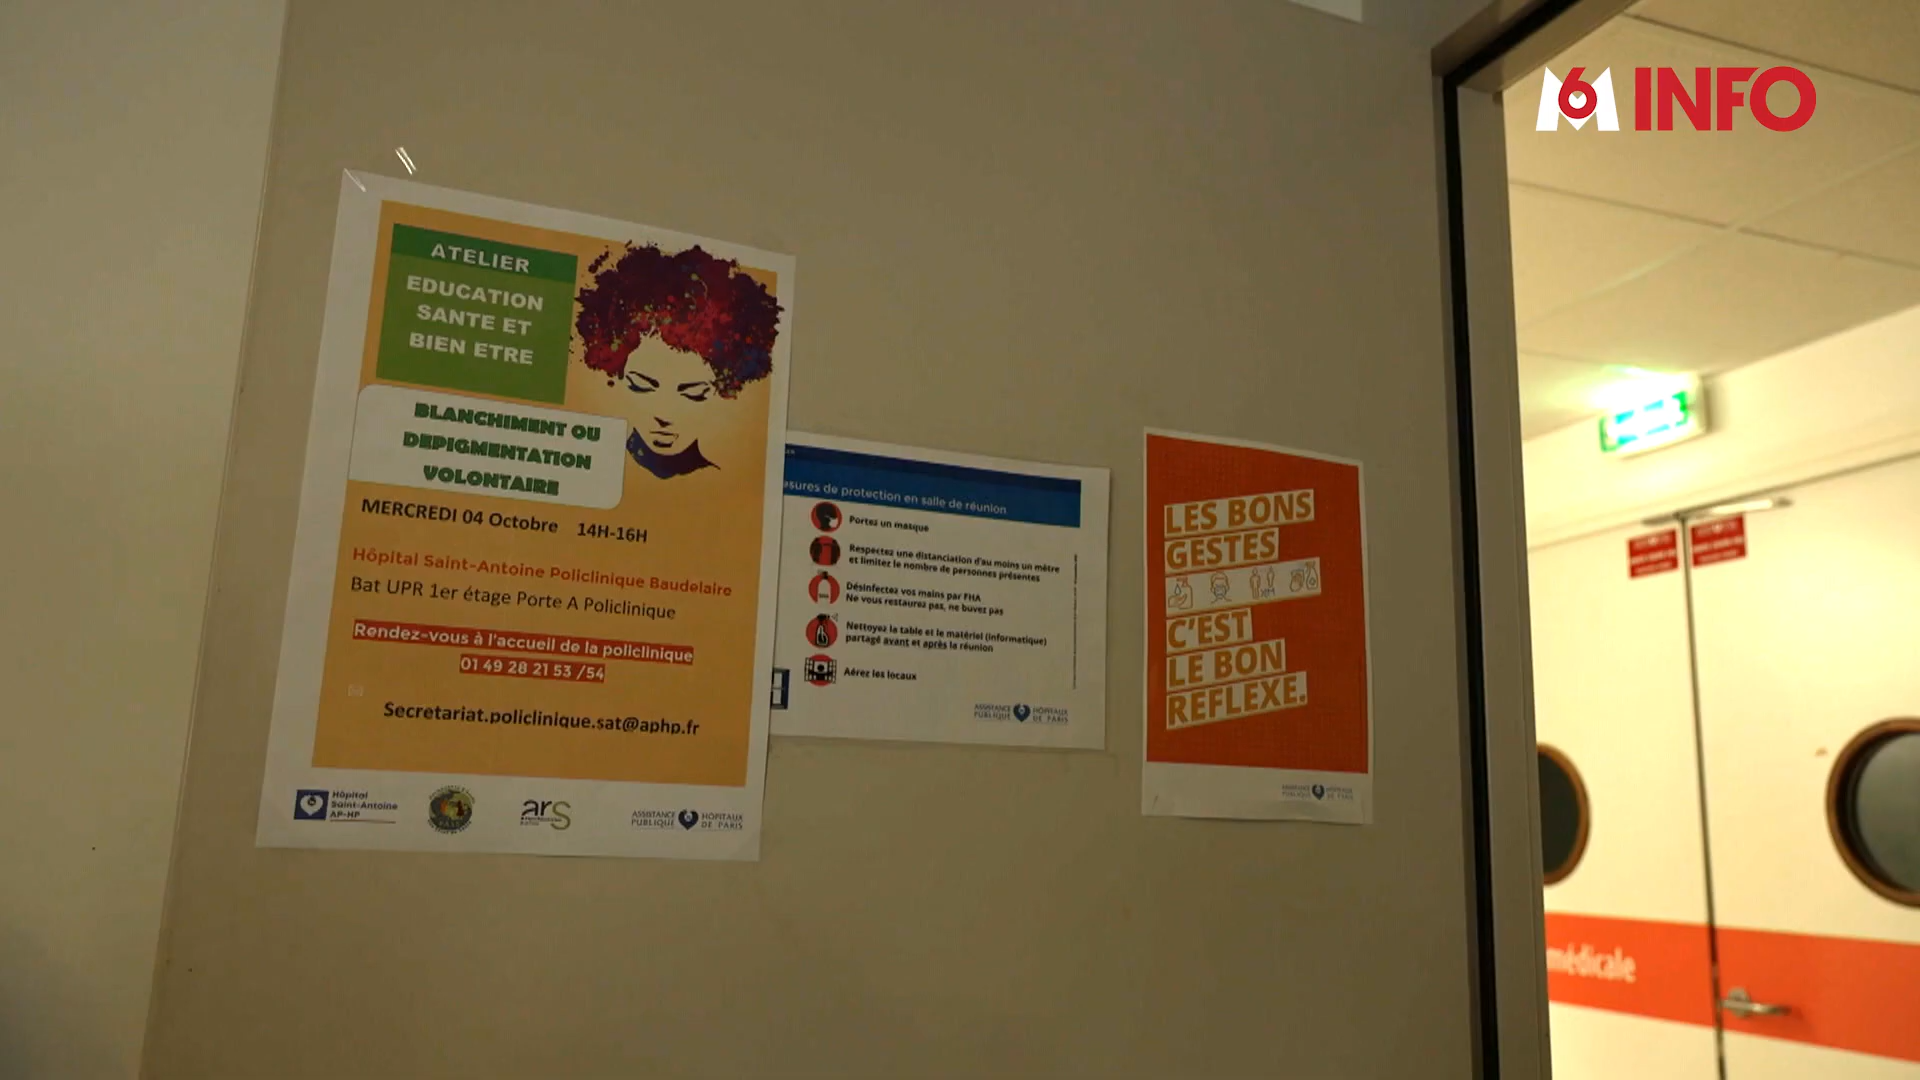 M6 INFO
ATELIER
EDUCATION
SANTE ET
BIEN ETRE
BLANCHIMENT OU
DEPIGMENTATION
VOLONTAIRE
MERCREDI 04 Octobre 14H-16H
Hôpital Saint-Antoine Policlinique Baudelaire
Bat UPR 1er étage Porte A Policlinique
Rendez-vous à l'accueil de la policlinique
01 49 28 21 53 /54
Secretariat.policlinique.sat@aphp.fr
Hôpital
Saint-Antoine
AP-HP
ars
ASSISTANCE PUBLIQUE HÔPITAUX DE PARIS
esures de protection en salle de réunion
Portez un masque
Respectez une distanciation d'au moins un mètre
et limitez le nombre de personnes présentes
Désinfectez vos mains par FHA
Ne vous restaurez pas, ne buvez pas
Nettoyez la table et le matériel (informatique)
partagé avant et après la réunion
Aérez les locaux
ASSISTANCE PUBLIQUE HÔPITAUX DE PARIS
LES BONS
GESTES
C'EST
LE BON
REFLEXE.
ASSISTANCE PUBLIQUE HÔPITAUX DE PARIS
médicale